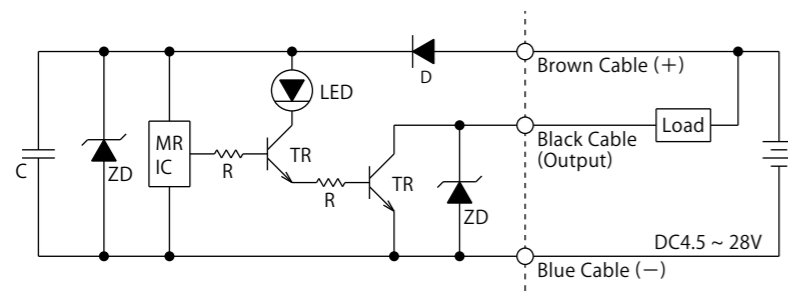 D
Brown Cable (+)
LED
Black Cable
(Output)
Load
C
ZD
MR
IC
R
TR
R
TR
ZD
DC4.5 ~ 28V
Blue Cable (−)